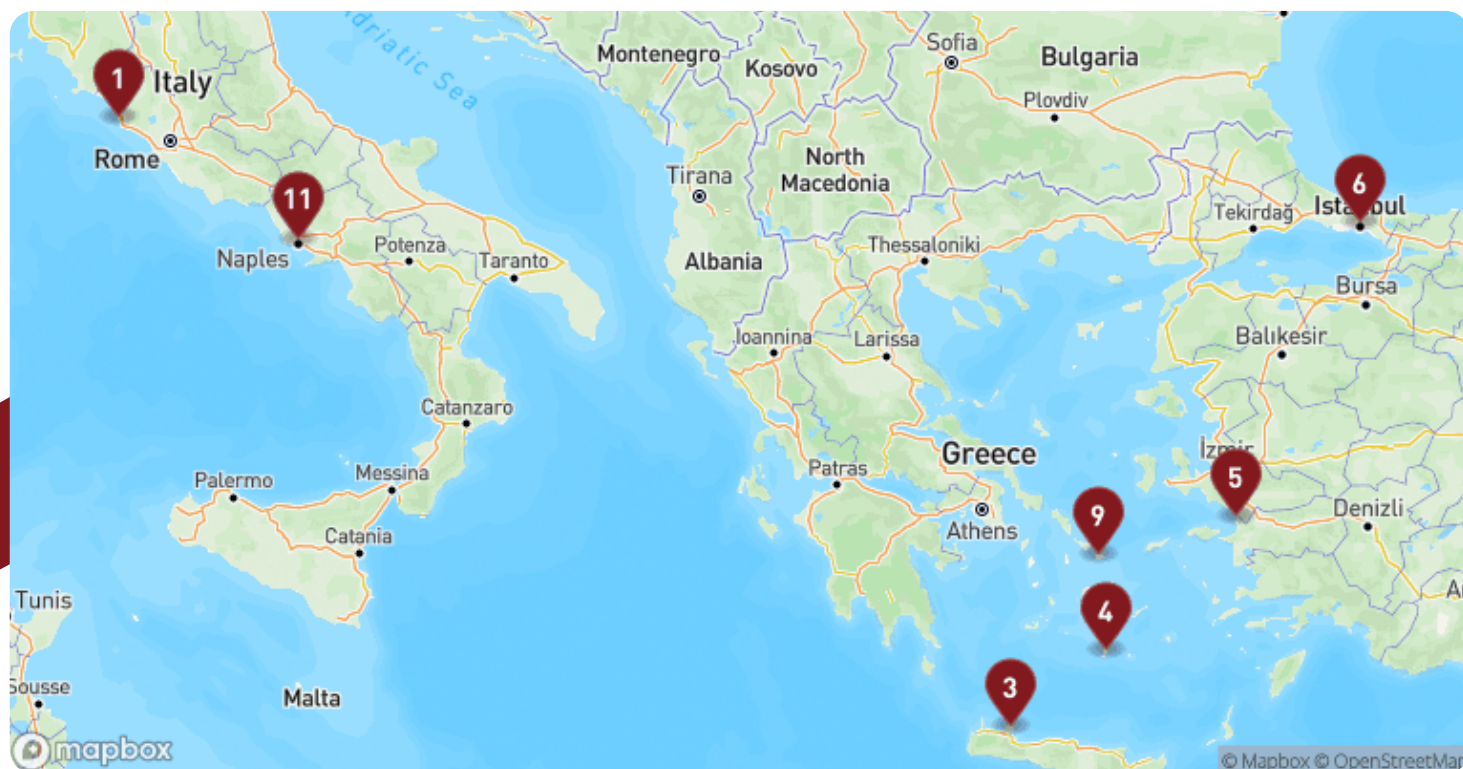 Adriatic Sea
Montenegro
Kosovo
Sofia
Bulgaria
Plovdiv
1
Italy
Rome
Tirana
North
Macedonia
11
Naples
Potenza
Taranto
Albania
Thessaloniki
Tekirdağ
6
Istanbul
Bursa
Ioannina
Larissa
Balıkesir
Catanzaro
Messina
Palermo
Catania
Patras
Greece
Athens
İzmir
5
Denizli
9
4
3
Tunis
Sousse
Malta
mapbox
© Mapbox © OpenStreetMap